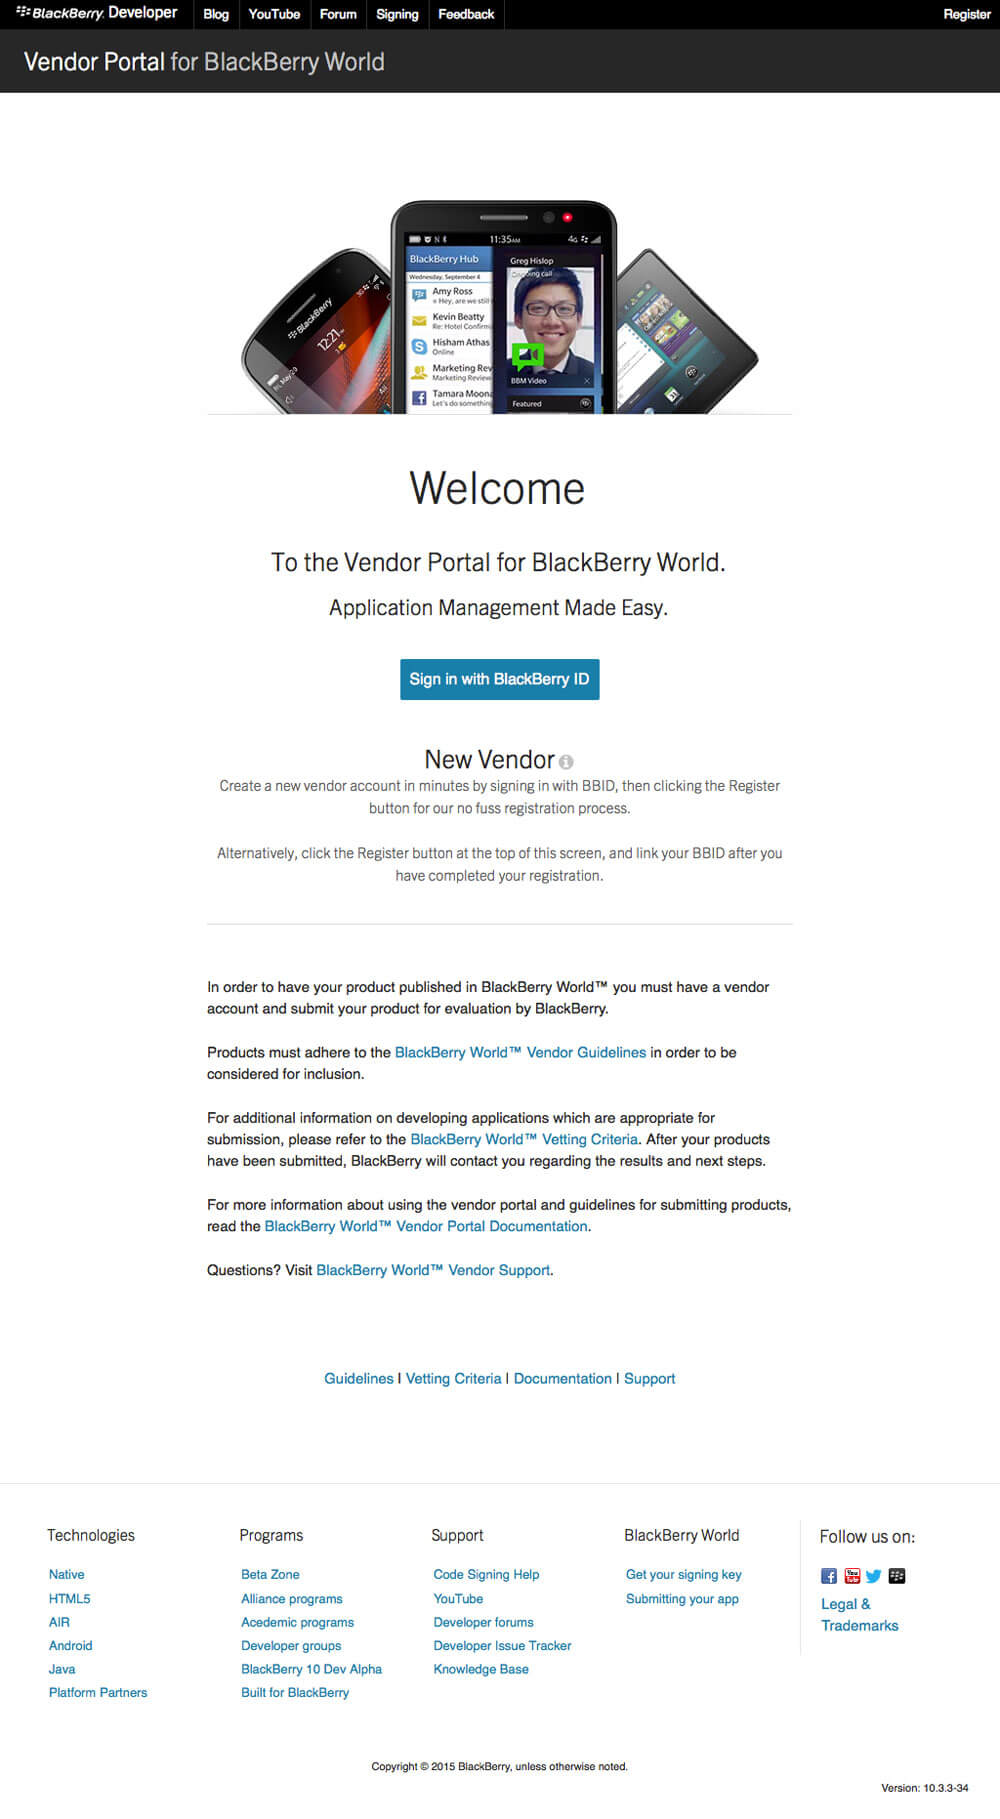 BlackBerry. Developer Blog YouTube Forum Signing Feedback Register
Vendor Portal for BlackBerry World
11:35AM 4G
BlackBerry Hub
Wednesday, September 4
Amy Ross
Hey, are we still
Kevin Beatty
Re: Hotel Confirm
Hisham Athas
Online
Marketing Rev
Marketing Review
Tamara Moona
Let's do something
Greg Hislop
Ongoing call
BBM Video
Featured
BlackBerry
12:21
Welcome
To the Vendor Portal for BlackBerry World.
Application Management Made Easy.
Sign in with BlackBerry ID
New Vendor
Create a new vendor account in minutes by signing in with BBID, then clicking the Register
button for our no fuss registration process.
Alternatively, click the Register button at the top of this screen, and link your BBID after you
have completed your registration.
In order to have your product published in BlackBerry World™ you must have a vendor
account and submit your product for evaluation by BlackBerry.
Products must adhere to the BlackBerry World™ Vendor Guidelines in order to be
considered for inclusion.
For additional information on developing applications which are appropriate for
submission, please refer to the BlackBerry World™ Vetting Criteria. After your products
have been submitted, BlackBerry will contact you regarding the results and next steps.
For more information about using the vendor portal and guidelines for submitting products,
read the BlackBerry World™ Vendor Portal Documentation.
Questions? Visit BlackBerry World™ Vendor Support.
Guidelines | Vetting Criteria | Documentation | Support
Technologies
Native
HTML5
AIR
Android
Java
Platform Partners
Programs
Beta Zone
Alliance programs
Acedemic programs
Developer groups
BlackBerry 10 Dev Alpha
Built for BlackBerry
Support
Code Signing Help
YouTube
Developer forums
Developer Issue Tracker
Knowledge Base
BlackBerry World
Get your signing key
Submitting your app
Follow us on:
Legal &
Trademarks
Copyright © 2015 BlackBerry, unless otherwise noted.
Version: 10.3.3-34